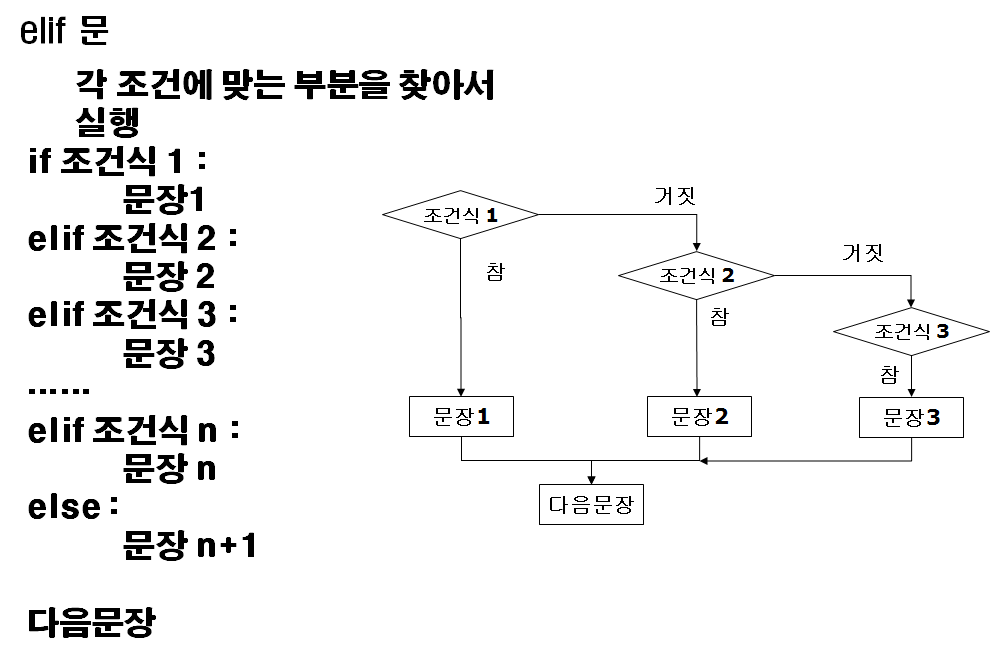 elif 문
각 조건에 맞는 부분을 찾아서
실행
if 조건식 1 :
문장1
elif 조건식 2 :
문장 2
elif 조건식 3 :
문장 3
......
elif 조건식 n :
문장 n
else :
문장 n+1
다음문장
조건식 1
거짓
참
조건식 2
거짓
참
조건식 3
참
문장1
문장2
문장3
다음문장